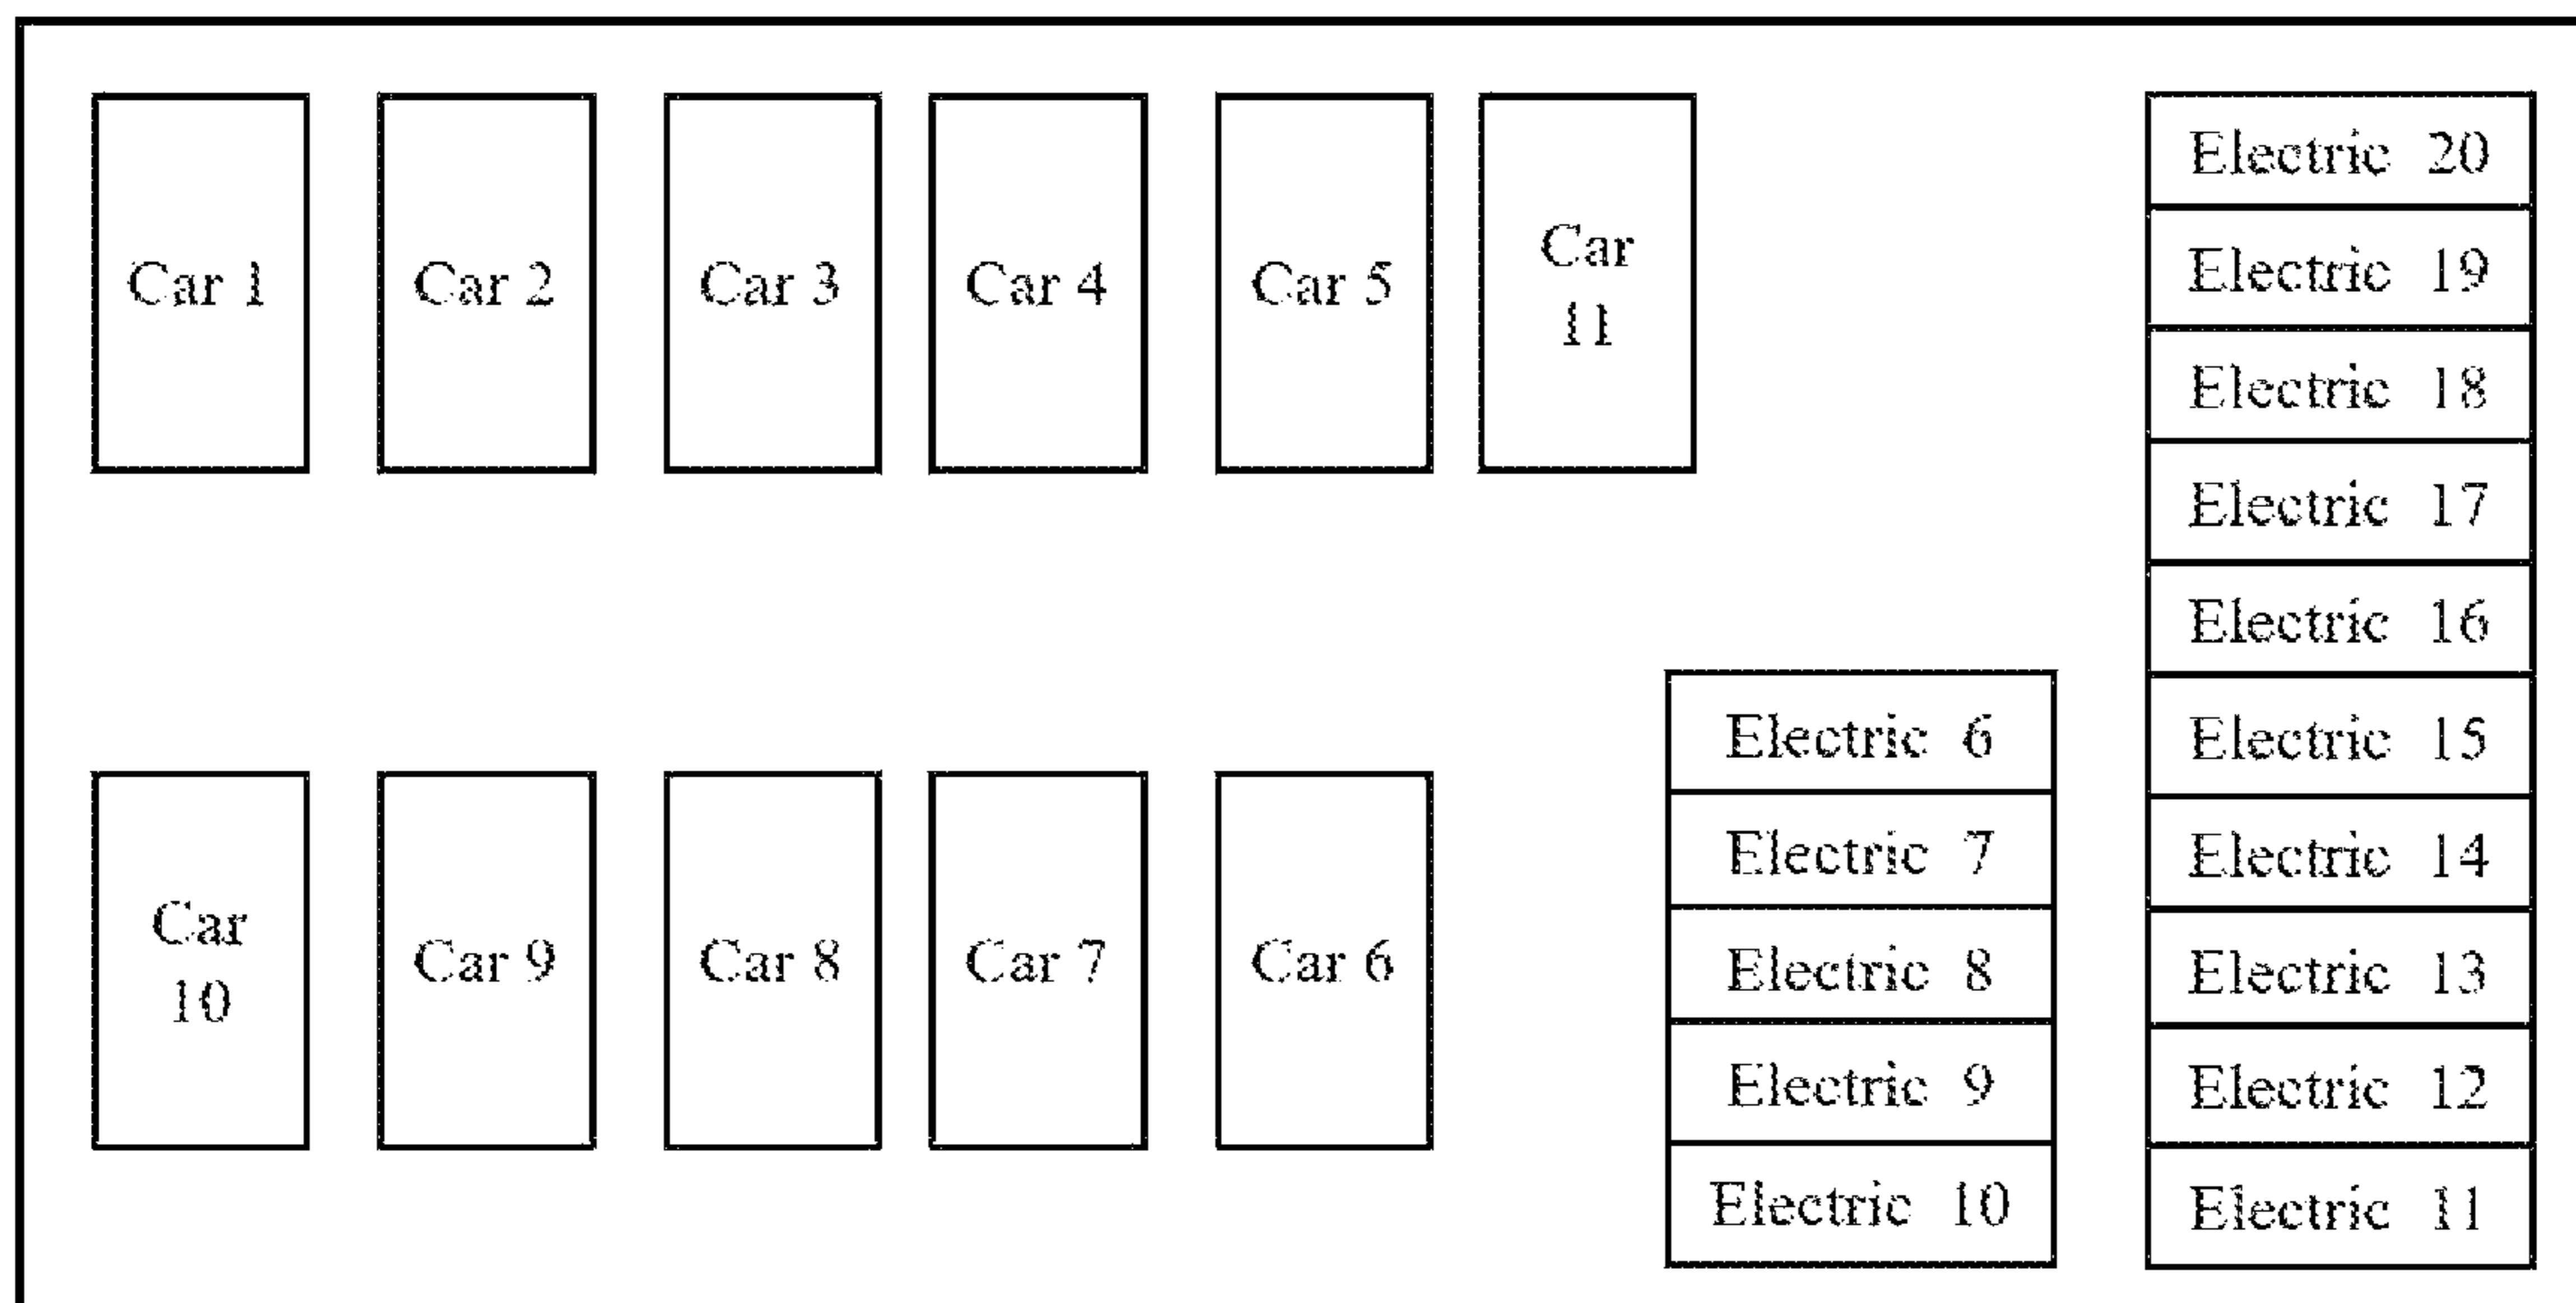 Car 1
Car 2
Car 3
Car 4
Car 5
Car
11
Electric 20
Electric 19
Electric 18
Electric 17
Electric 16
Electric 15
Electric 14
Electric 13
Electric 12
Electric 11
Electric 6
Electric 7
Electric 8
Electric 9
Electric 10
Car
10
Car 9
Car 8
Car 7
Car 6